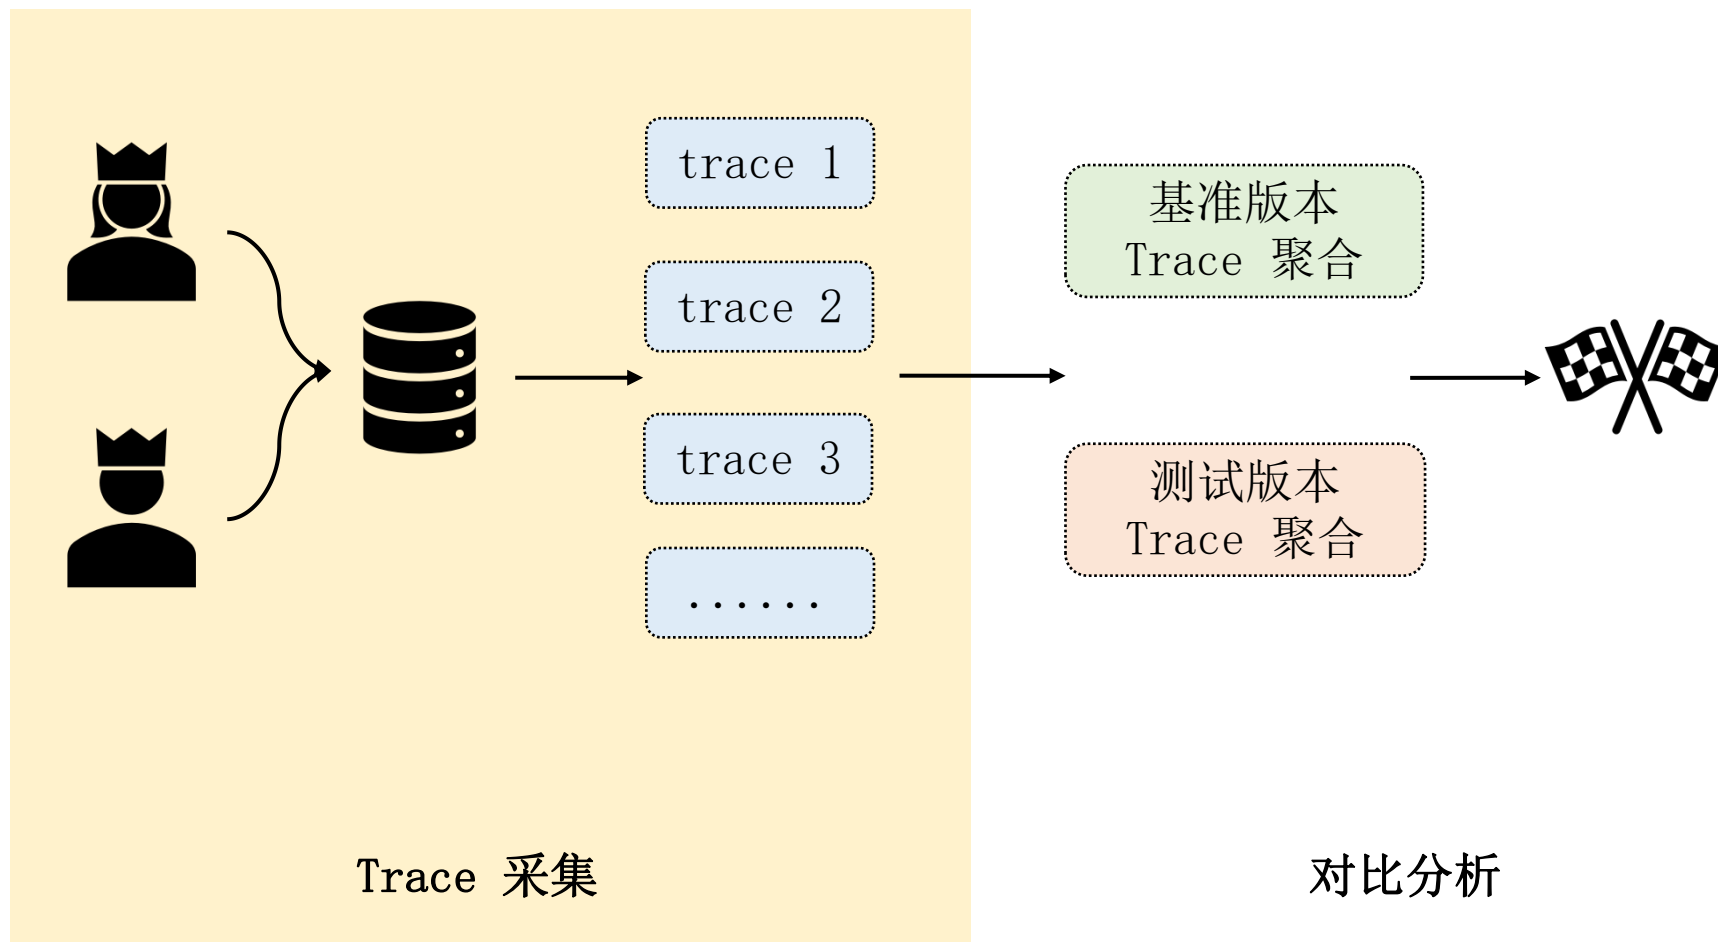 trace 1
trace 2
trace 3
......
基准版本
Trace 聚合
测试版本
Trace 聚合
Trace 采集
对比分析